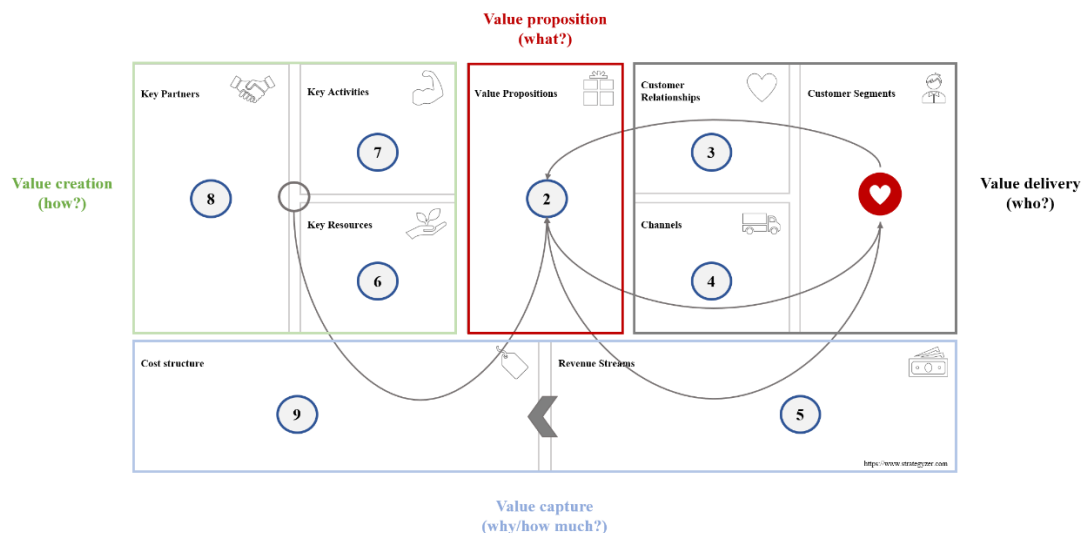 Value proposition
(what?)
Key Partners
Key Activities
Value Propositions
Customer
Relationships
Customer Segments
7
3
Value creation
(how?)
8
2
Value delivery
(who?)
Key Resources
Channels
6
4
Cost structure
Revenue Streams
9
5
https://www.strategyzer.com
Value capture
(why/how much?)